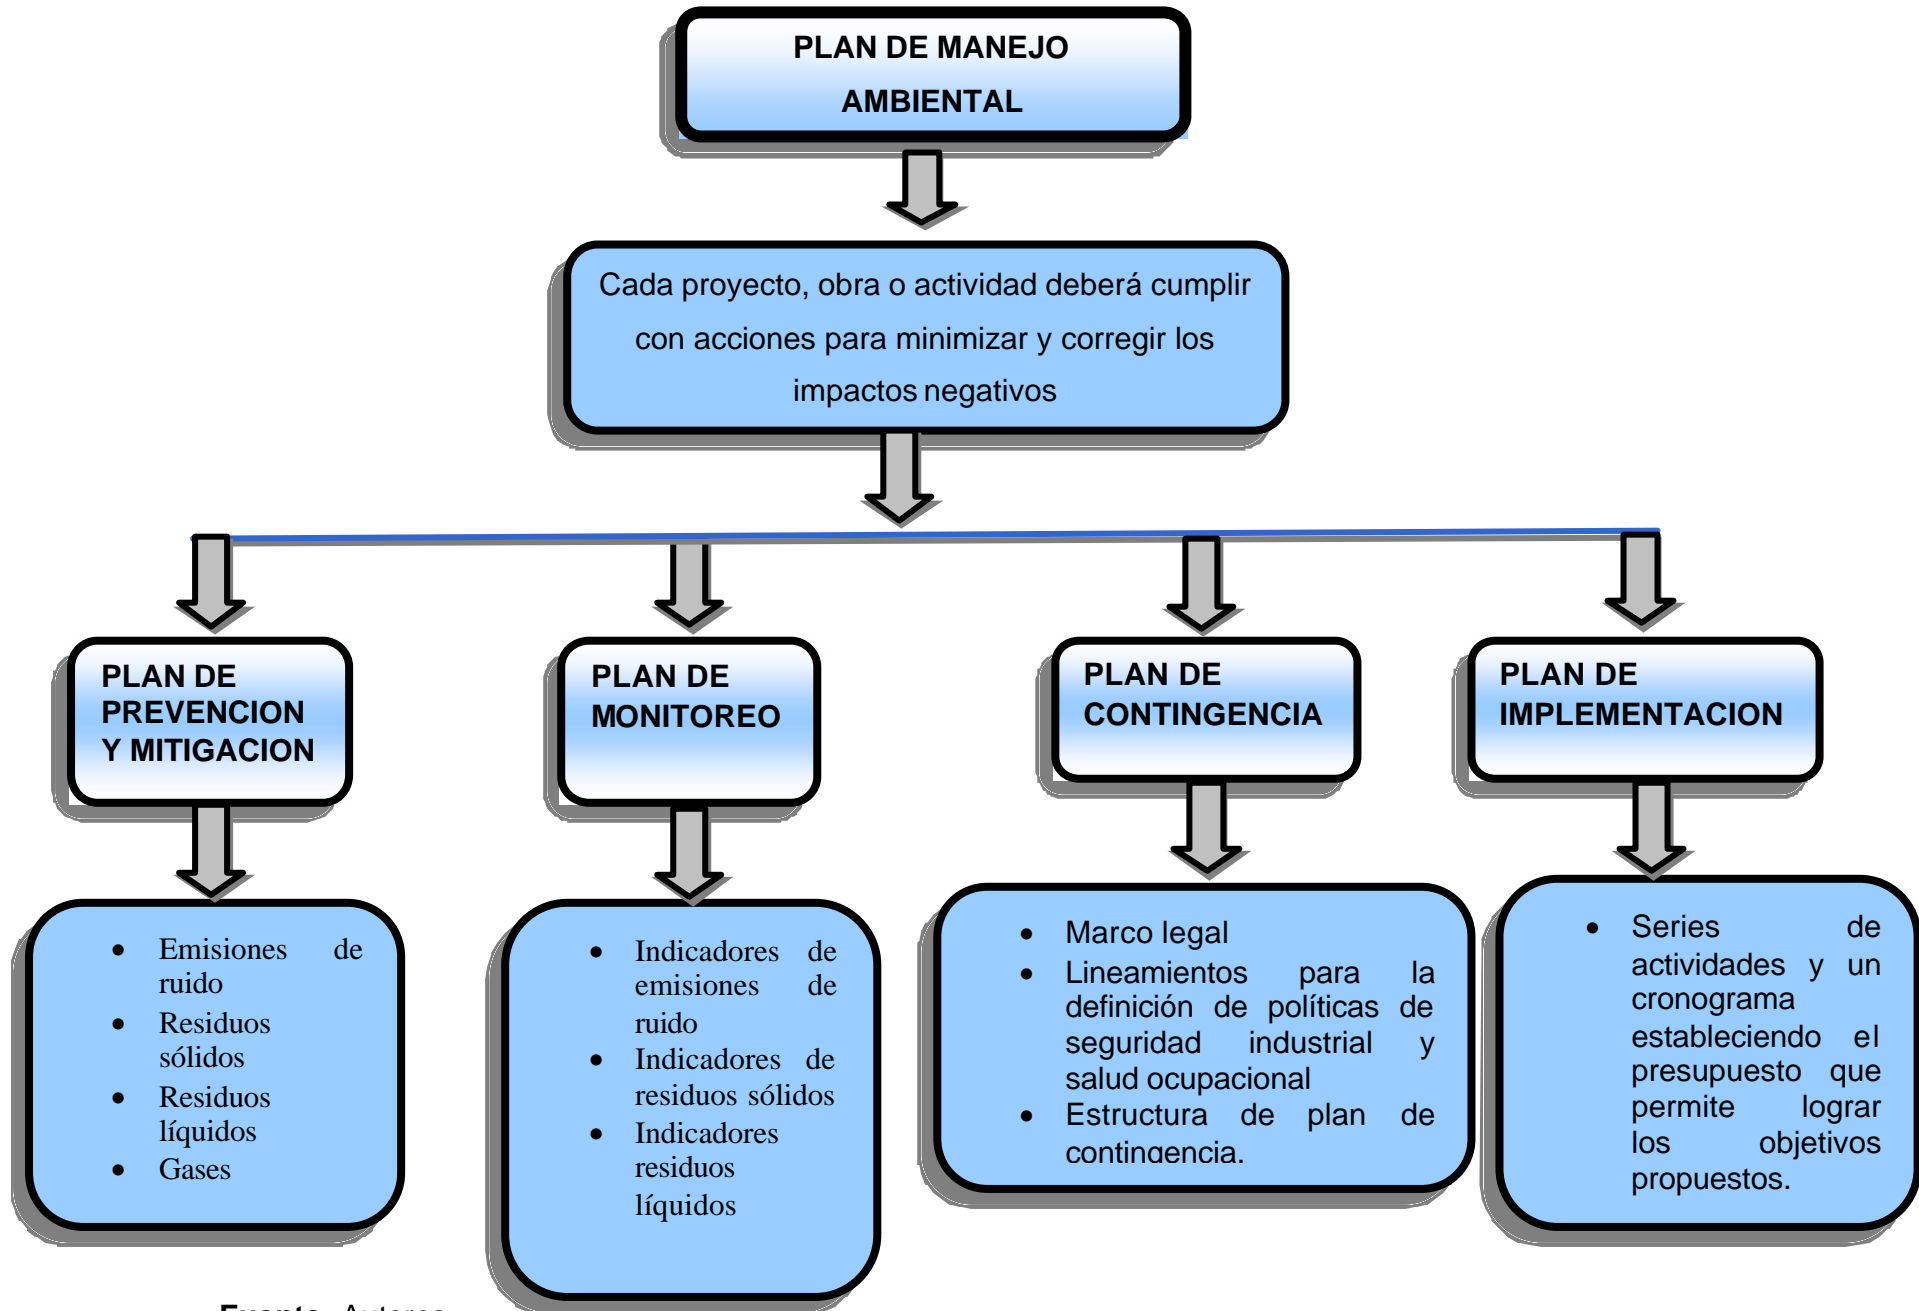 PLAN DE MANEJO
AMBIENTAL
Cada proyecto, obra o actividad deberá cumplir
con acciones para minimizar y corregir los
impactos negativos
PLAN DE
PREVENCION
Y MITIGACION
PLAN DE
MONITOREO
PLAN DE
CONTINGENCIA
PLAN DE
IMPLEMENTACION
• Emisiones de
ruido
• Residuos
sólidos
• Residuos
líquidos
• Gases
• Indicadores de
emisiones de
ruido
• Indicadores de
residuos sólidos
• Indicadores
residuos
líquidos
• Marco legal
• Lineamientos para la
definición de políticas de
seguridad industrial y
salud ocupacional
• Estructura de plan de
contingencia.
• Series de
actividades y un
cronograma
estableciendo el
presupuesto que
permite lograr
los objetivos
propuestos.
Fuente. Autores